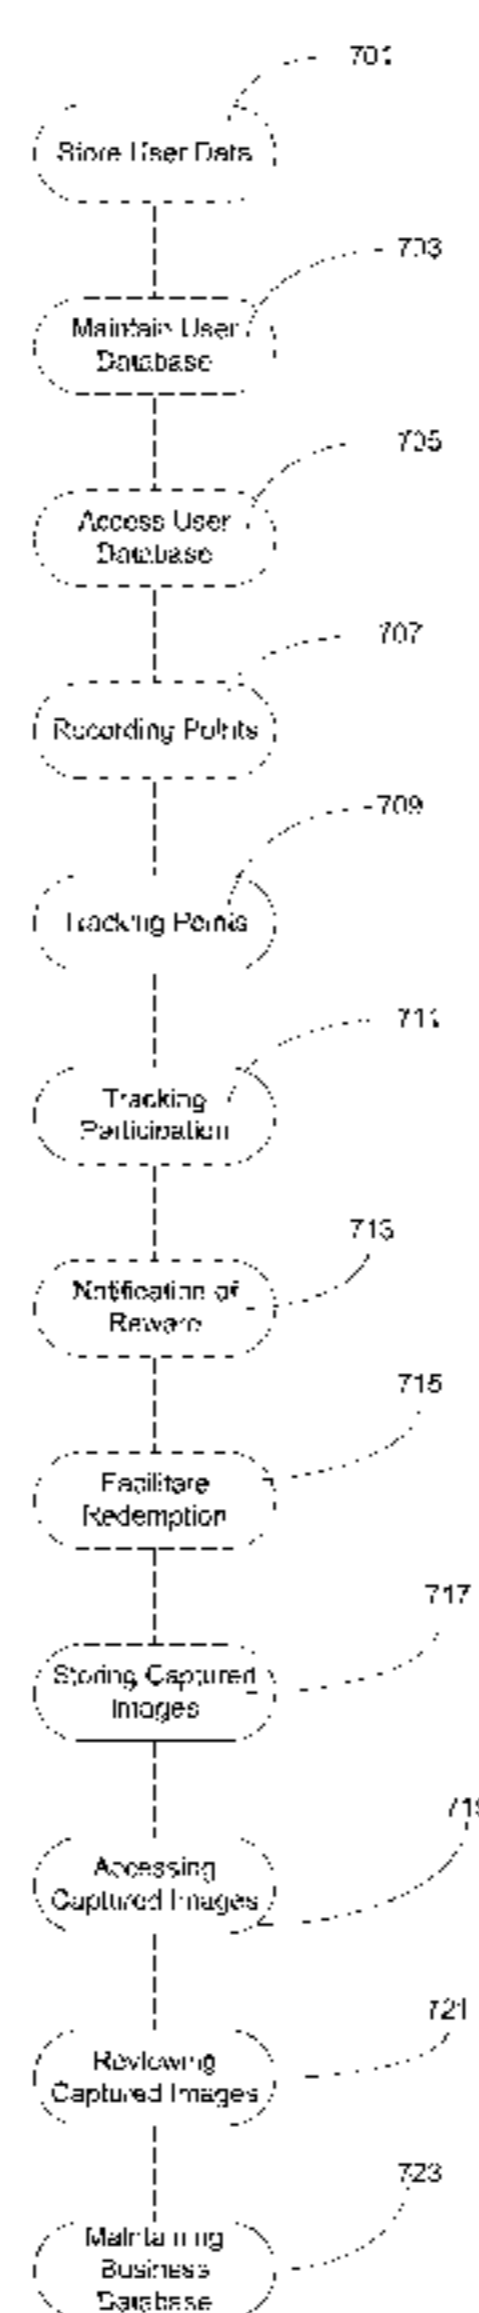 701
Store User Data
703
Maintain User
Database
705
Access User
Database
707
Recording Points
709
Tracking Points
711
Tracking
Participation
713
Notification of
Reward
715
Facilitate
Redemption
717
Storing Captured
Images
719
Accessing
Captured Images
721
Reviewing
Captured Images
723
Maintaining
Business
Database